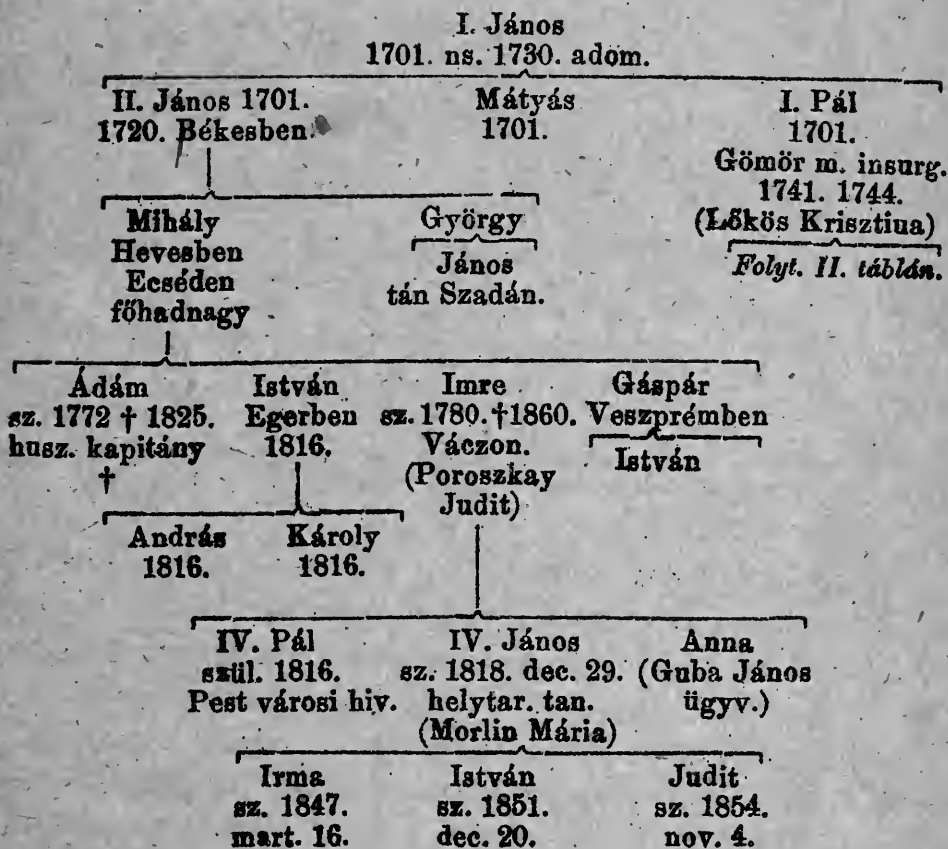 I. János
1701. ns. 1730. adom.
II. János 1701. Mátyás I. Pál
1720. Békesben. 1701. 1701.
Gömör m. insurg.
1741. 1744.
Mihály György (Lőkös Krisztina)
Hevesben
Ecséden János Folyt. II. táblán.
főhadnagy tán Szadán.
Ádám István Imre Gáspár
sz. 1772 † 1825. Egerben sz. 1780. †1860. Veszprémben
husz. kapitány 1816. Váczon.
† (Poroszkay István
Judit)
András Károly
1816. 1816.
IV. Pál IV. János Anna
szül. 1816. sz. 1818. dec. 29. (Guba János
Pest városi hiv. helytar. tan. ügyv.)
(Morlin Mária)
Irma István Judit
sz. 1847. sz. 1851. sz. 1854.
mart. 16. dec. 20. nov. 4.